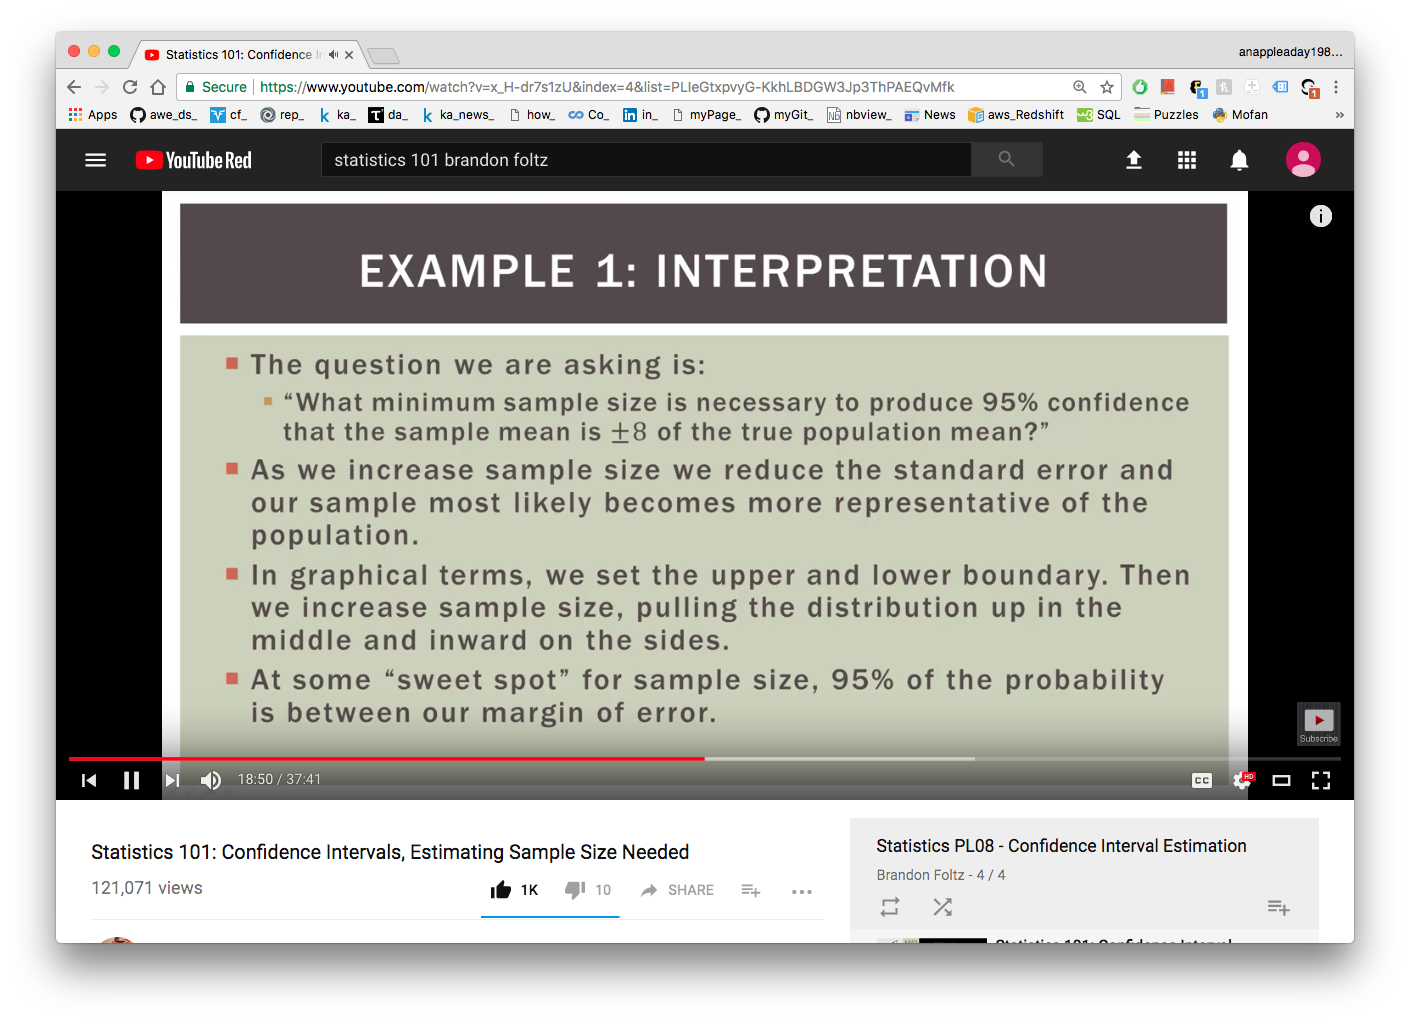 Statistics 101: Confidence In
anappleaday198...
Secure https://www.youtube.com/watch?v=x_H-dr7s1zU&index=4&list=PLIeGtxpvyG-KkhLBDGW3Jp3ThPAEQvMfk
Apps awe_ds_ cf_ rep_ ka_ da_ ka_news_ how_ Co_ in_ myPage_ myGit_ nbview_ News aws_Redshift SQL Puzzles Mofan »
YouTube Red
statistics 101 brandon foltz
EXAMPLE 1: INTERPRETATION
The question we are asking is:
“What minimum sample size is necessary to produce 95% confidence
that the sample mean is ±8 of the true population mean?”
As we increase sample size we reduce the standard error and
our sample most likely becomes more representative of the
population.
In graphical terms, we set the upper and lower boundary. Then
we increase sample size, pulling the distribution up in the
middle and inward on the sides.
At some “sweet spot” for sample size, 95% of the probability
is between our margin of error.
Subscribe
18:50 / 37:41
CC
HD
Statistics 101: Confidence Intervals, Estimating Sample Size Needed
121,071 views
1K 10 SHARE
Statistics PL08 - Confidence Interval Estimation
Brandon Foltz - 4 / 4
Statistics 101: Confidence Interval